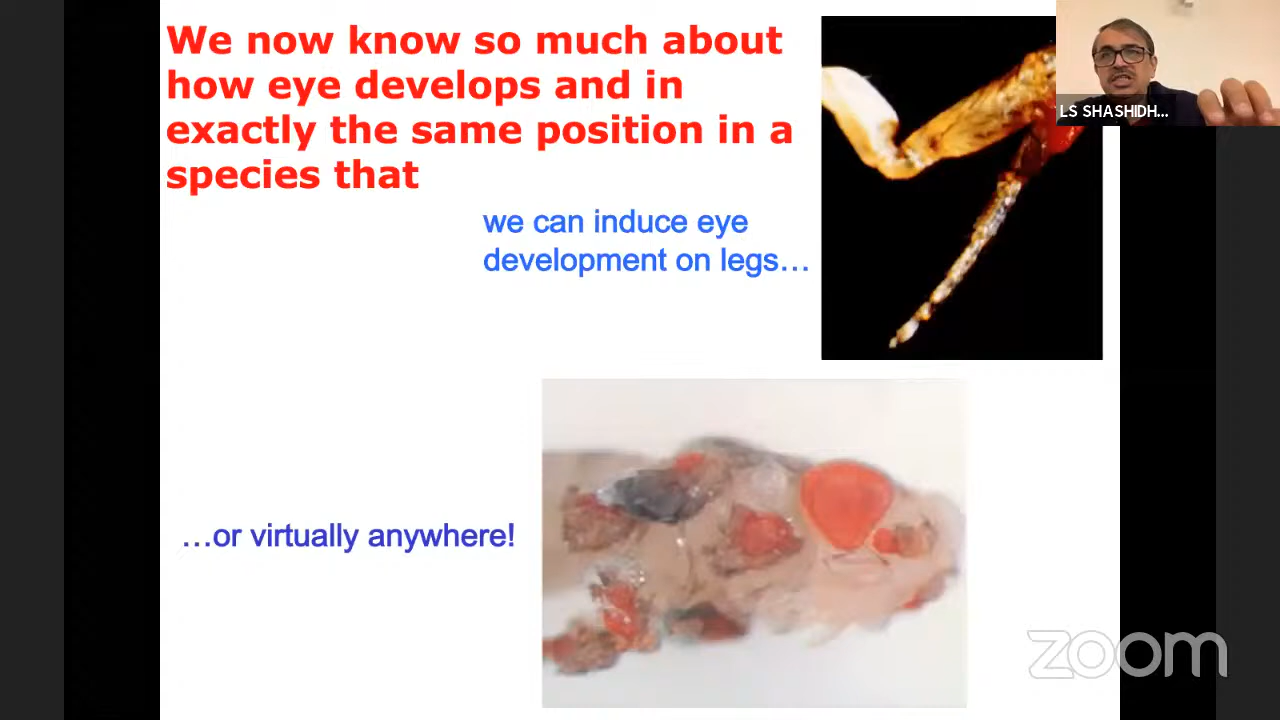 We now know so much about
how eye develops and in
exactly the same position in a
species that
we can induce eye
development on legs…
…or virtually anywhere!
LS SHASHIDH...
zoom